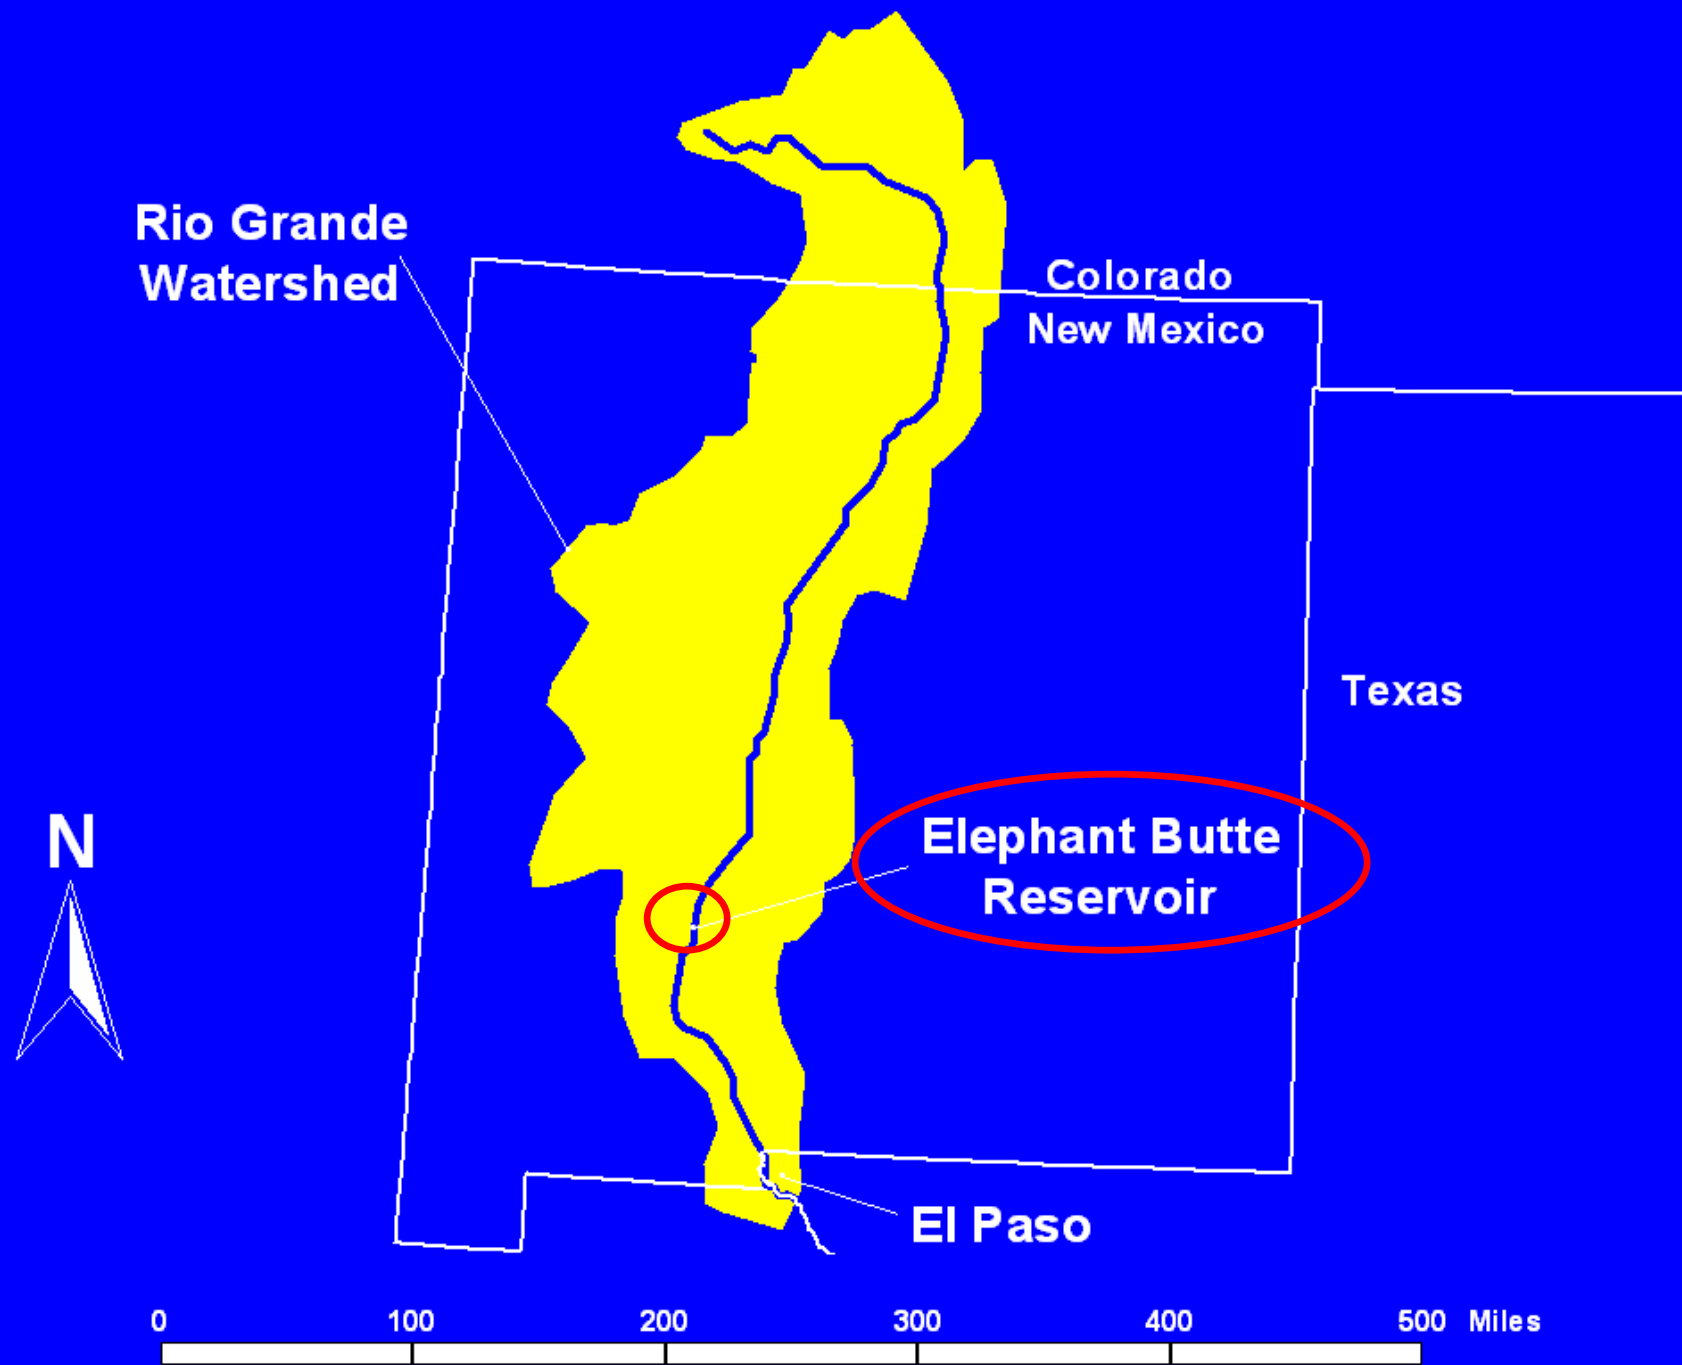 Rio Grande
Watershed
Colorado
New Mexico
Texas
Elephant Butte
Reservoir
N
El Paso
0 100 200 300 400 500 Miles